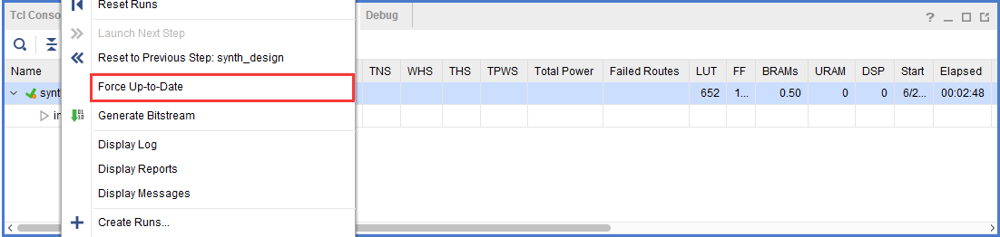 Tcl Conso
Reset Runs
Debug
?
Launch Next Step
Reset to Previous Step: synth_design
Name
TNS WHS THS TPWS Total Power Failed Routes LUT FF BRAMs URAM DSP Start Elapsed
Force Up-to-Date
synt
652 1... 0.50 0 0 6/2... 00:02:48
Generate Bitstream
Display Log
Display Reports
Display Messages
Create Runs...